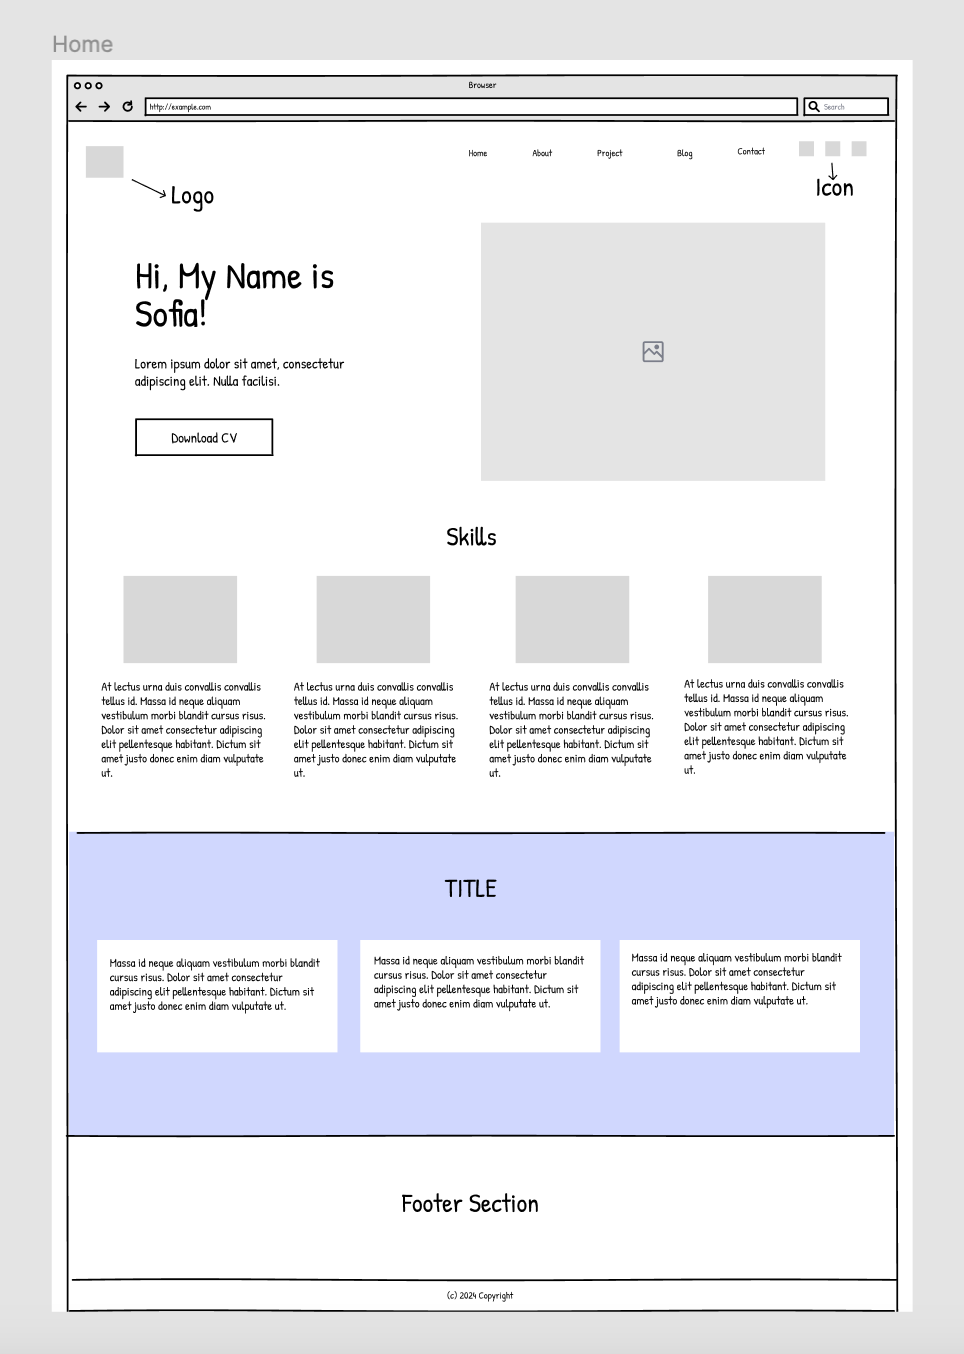 Home
Browser
http://example.com
Search
Home About Project Blog Contact
Logo
Icon
Hi, My Name is
Sofia!
Lorem ipsum dolor sit amet, consectetur
adipiscing elit. Nulla facilisi.
Download CV
Skills
At lectus urna duis convallis convallis
tellus id. Massa id neque aliquam
vestibulum morbi blandit cursus risus.
Dolor sit amet consectetur adipiscing
elit pellentesque habitant. Dictum sit
amet justo donec enim diam vulputate
ut.
At lectus urna duis convallis convallis
tellus id. Massa id neque aliquam
vestibulum morbi blandit cursus risus.
Dolor sit amet consectetur adipiscing
elit pellentesque habitant. Dictum sit
amet justo donec enim diam vulputate
ut.
At lectus urna duis convallis convallis
tellus id. Massa id neque aliquam
vestibulum morbi blandit cursus risus.
Dolor sit amet consectetur adipiscing
elit pellentesque habitant. Dictum sit
amet justo donec enim diam vulputate
ut.
At lectus urna duis convallis convallis
tellus id. Massa id neque aliquam
vestibulum morbi blandit cursus risus.
Dolor sit amet consectetur adipiscing
elit pellentesque habitant. Dictum sit
amet justo donec enim diam vulputate
ut.
TITLE
Massa id neque aliquam vestibulum morbi blandit
cursus risus. Dolor sit amet consectetur
adipiscing elit pellentesque habitant. Dictum sit
amet justo donec enim diam vulputate ut.
Massa id neque aliquam vestibulum morbi blandit
cursus risus. Dolor sit amet consectetur
adipiscing elit pellentesque habitant. Dictum sit
amet justo donec enim diam vulputate ut.
Massa id neque aliquam vestibulum morbi blandit
cursus risus. Dolor sit amet consectetur
adipiscing elit pellentesque habitant. Dictum sit
amet justo donec enim diam vulputate ut.
Footer Section
(c) 2024 Copyright